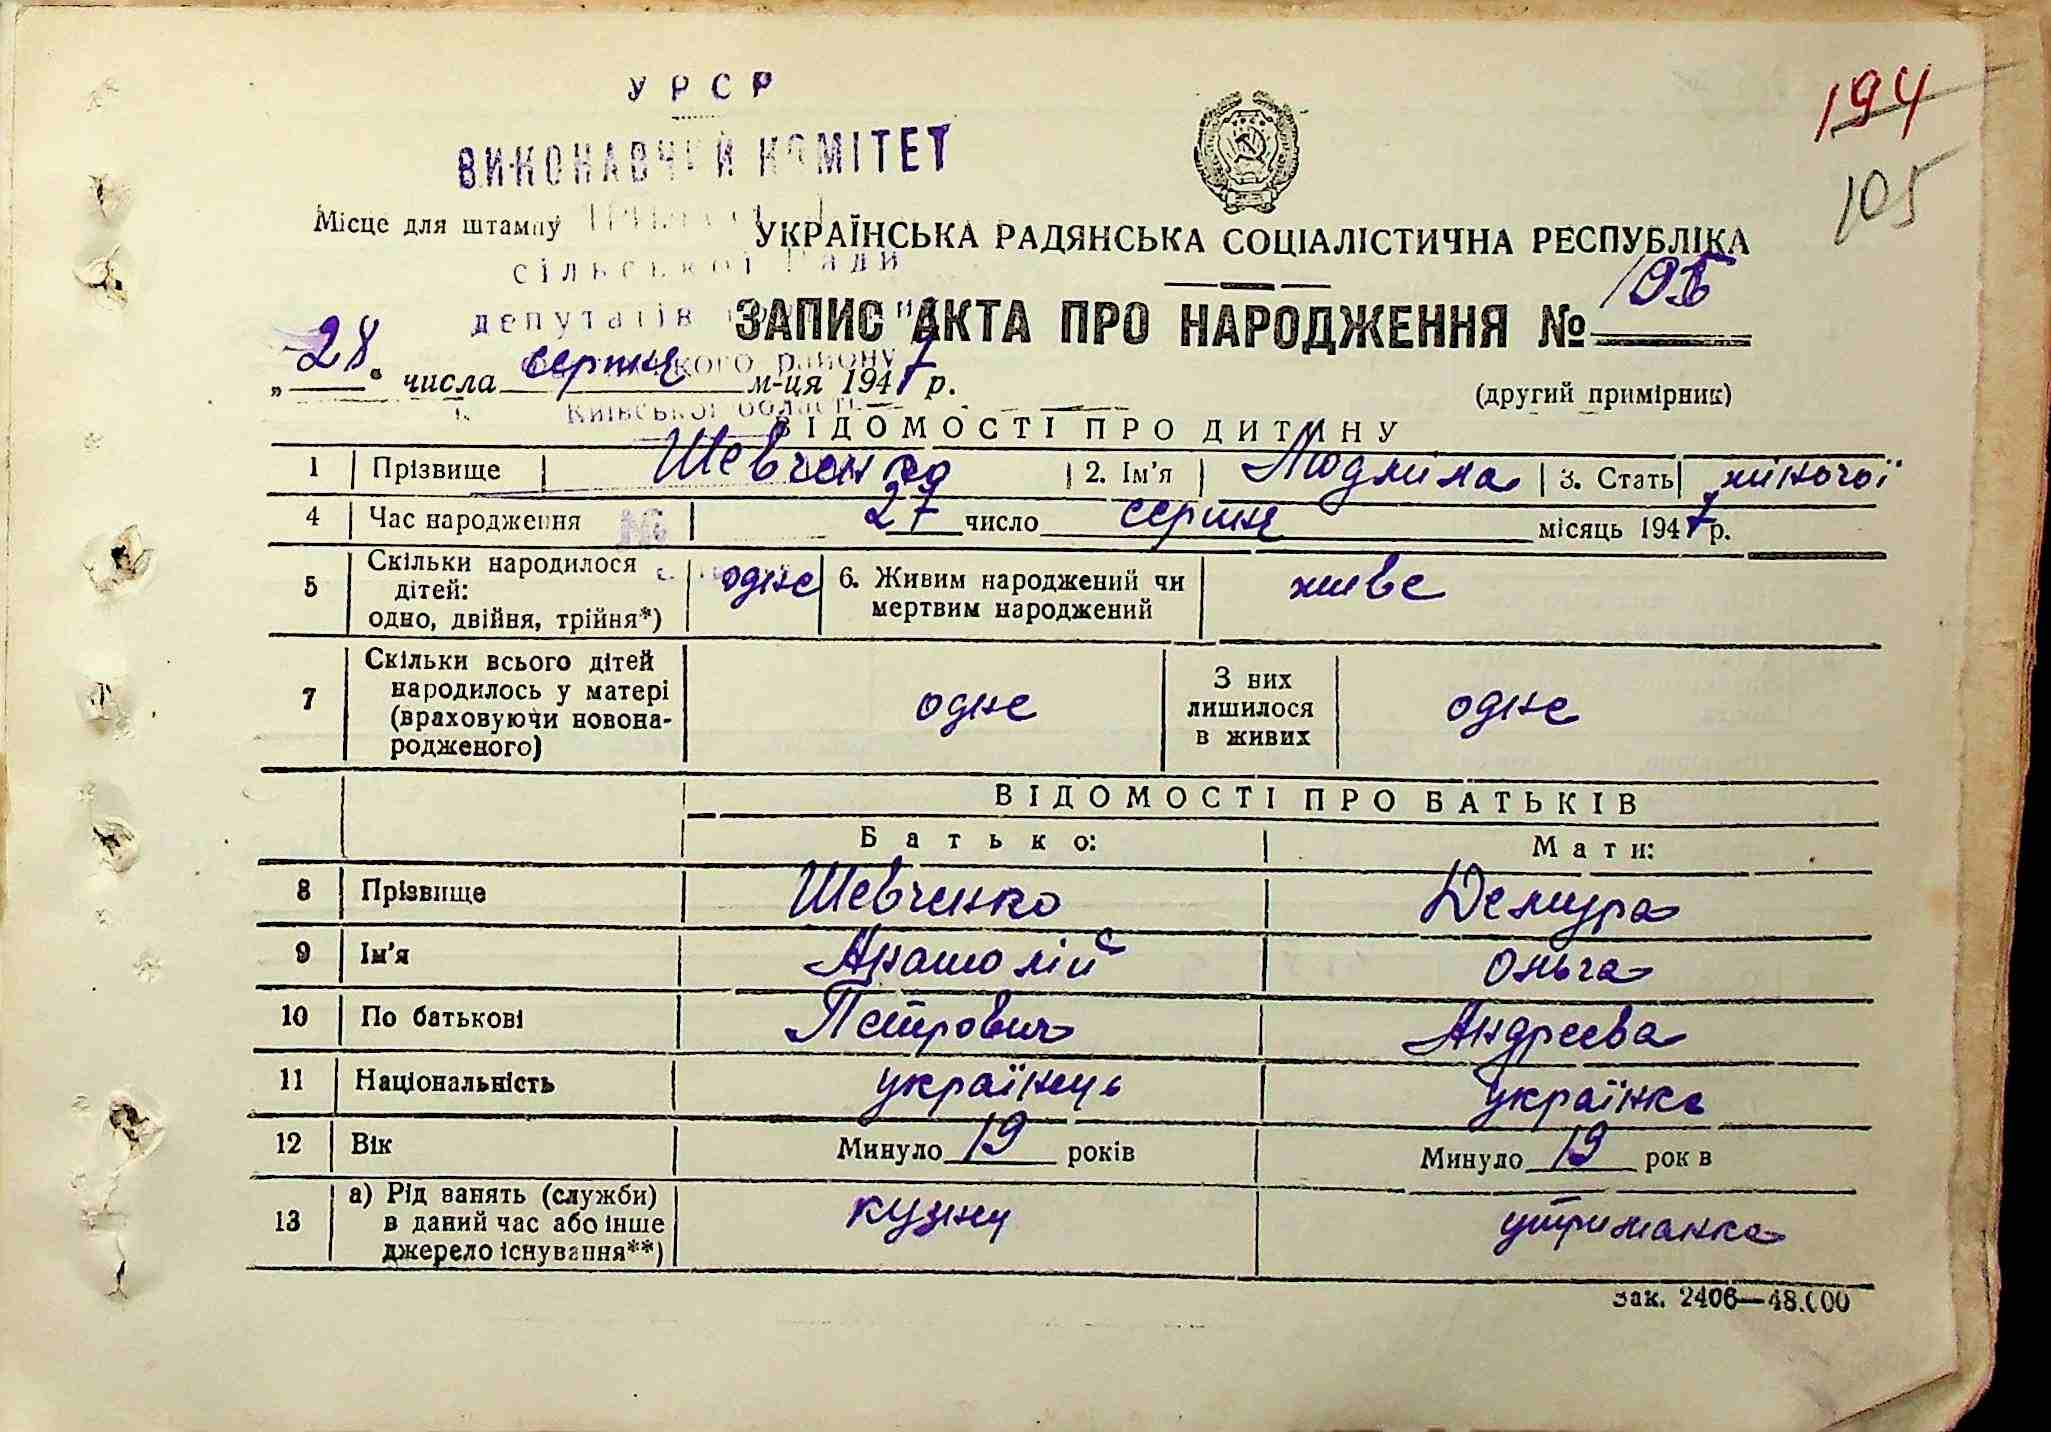 194
105
УРСР
ВИКОНАВЧИЙ КОМІТЕТ
Місце для штампу
сільської Ради
депутатів
району
Київської області
УКРАЇНСЬКА РАДЯНСЬКА СОЦІАЛІСТИЧНА РЕСПУБЛІКА
ЗАПИС АКТА ПРО НАРОДЖЕННЯ №
„28" числа серпня м-ця 1947 р.
(другий примірник)
ВІДОМОСТІ ПРО ДИТИНУ
1 Прізвище Шевченко 2. Ім'я Людмила 3. Стать жіночої
4 Час народження 27 число серпня місяць 1947 р.
5 Скільки народилося дітей: одно, двійня, трійня*) одне 6. Живим народжений чи мертвим народжений живе
7 Скільки всього дітей народилось у матері (враховуючи новонародженого) одне З них лишилося в живих одне
ВІДОМОСТІ ПРО БАТЬКІВ
Батько: Мати:
8 Прізвище Шевченко Демура
9 Ім'я Анатолій Ольга
10 По батькові Петрович Андреєва
11 Національність українець українка
12 Вік Минуло 19 років Минуло 19 рок в
13 а) Рід занять (служби) в даний час або інше джерело існування**) утриманка
Зак. 2406—48.000